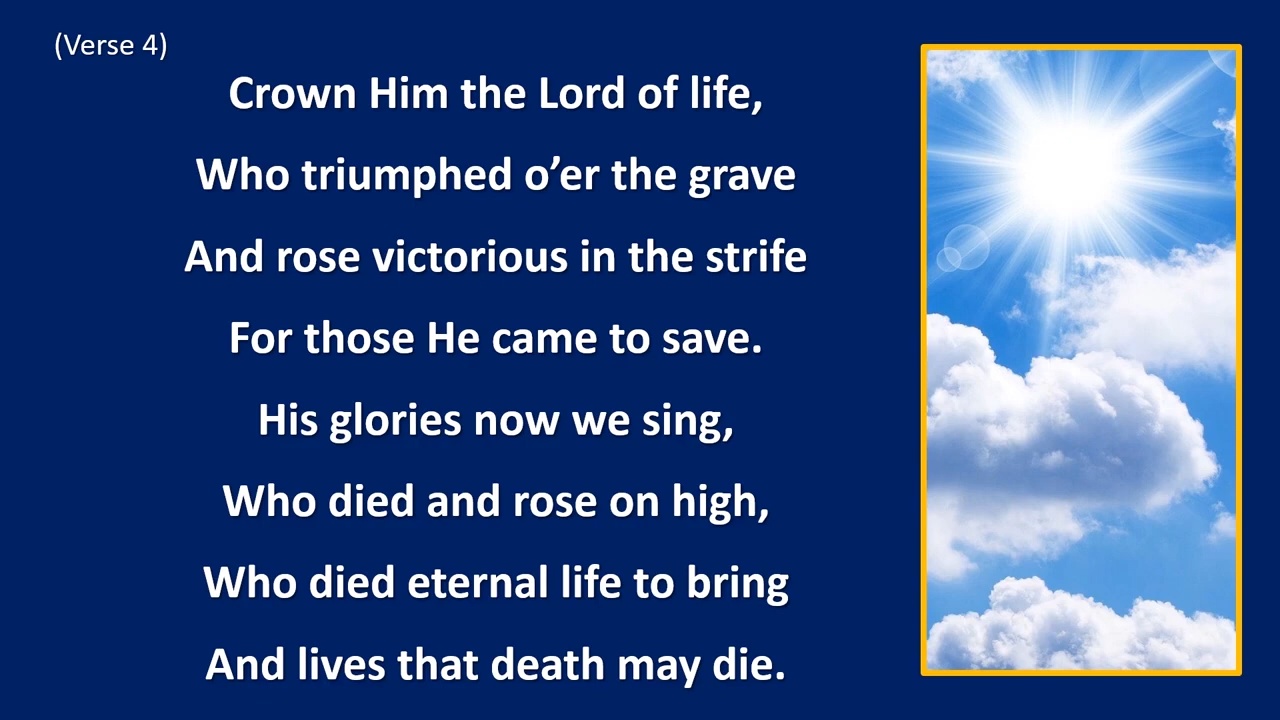 (Verse 4)
Crown Him the Lord of life,
Who triumphed o’er the grave
And rose victorious in the strife
For those He came to save.
His glories now we sing,
Who died and rose on high,
Who died eternal life to bring
And lives that death may die.